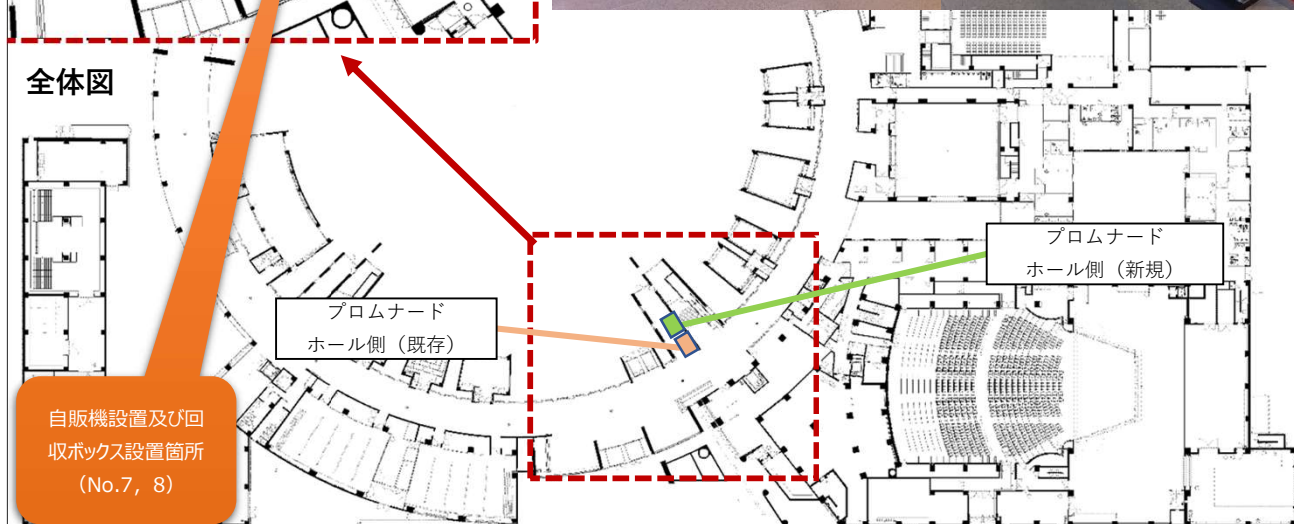 全体図
プロムナード
ホール側（新規）
プロムナード
ホール側（既存）
自販機設置及び回
収ボックス設置箇所
（No.7，8）